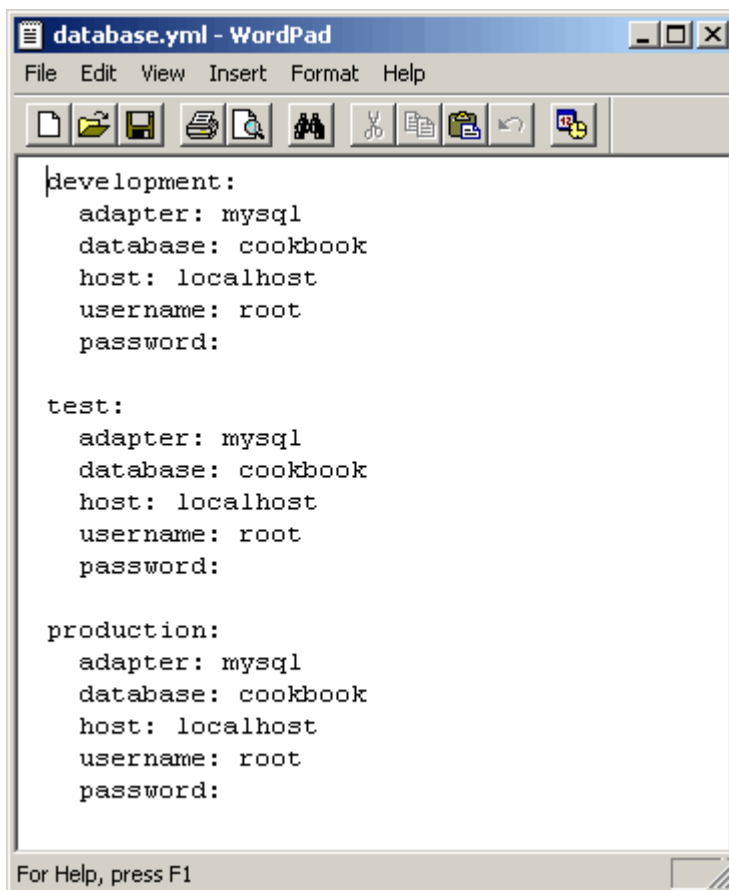 database.yml - WordPad
File Edit View Insert Format Help
development:
  adapter: mysql
  database: cookbook
  host: localhost
  username: root
  password:

test:
  adapter: mysql
  database: cookbook
  host: localhost
  username: root
  password:

production:
  adapter: mysql
  database: cookbook
  host: localhost
  username: root
  password:
For Help, press F1